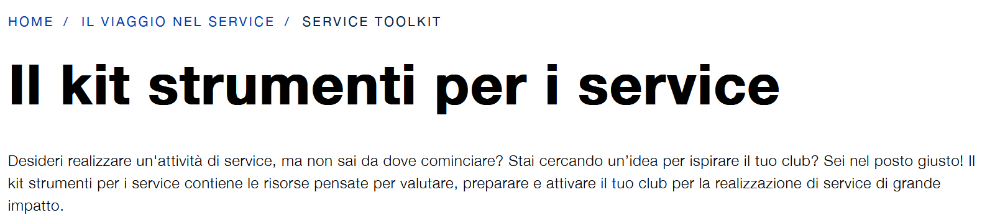 HOME / IL VIAGGIO NEL SERVICE / SERVICE TOOLKIT
Il kit strumenti per i service
Desideri realizzare un'attività di service, ma non sai da dove cominciare? Stai cercando un’idea per ispirare il tuo club? Sei nel posto giusto! Il
kit strumenti per i service contiene le risorse pensate per valutare, preparare e attivare il tuo club per la realizzazione di service di grande
impatto.